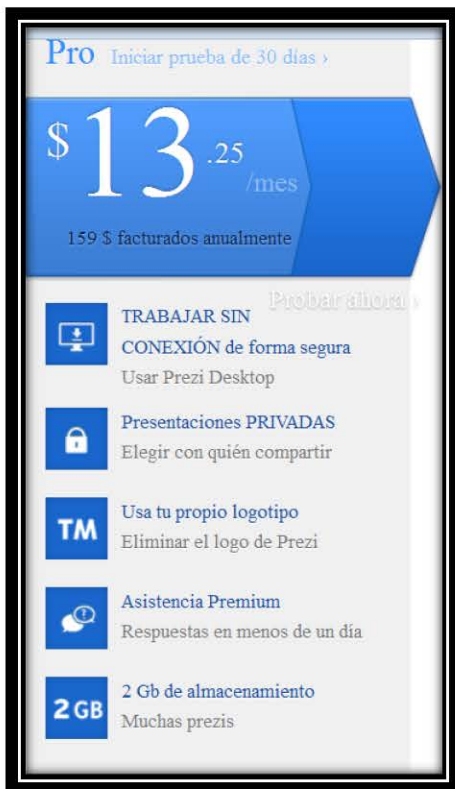 Pro Iniciar prueba de 30 días ›
$13.25
/mes
159 $ facturados anualmente
Probar ahora ›
TRABAJAR SIN
CONEXIÓN de forma segura
Usar Prezi Desktop
Presentaciones PRIVADAS
Elegir con quién compartir
TM
Usa tu propio logotipo
Eliminar el logo de Prezi
Asistencia Premium
Respuestas en menos de un día
2 GB
2 Gb de almacenamiento
Muchas prezis